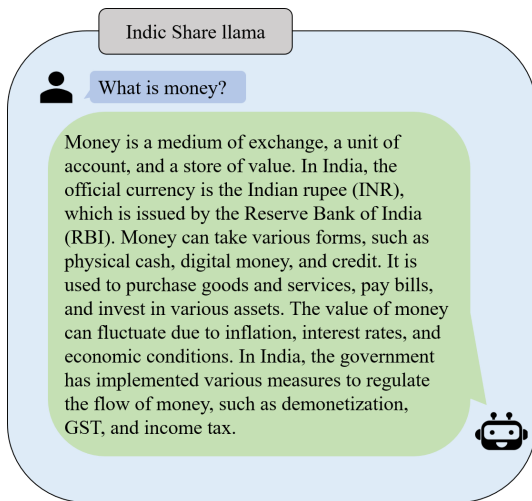 Indic Share llama
What is money?
Money is a medium of exchange, a unit of
account, and a store of value. In India, the
official currency is the Indian rupee (INR),
which is issued by the Reserve Bank of India
(RBI). Money can take various forms, such as
physical cash, digital money, and credit. It is
used to purchase goods and services, pay bills,
and invest in various assets. The value of money
can fluctuate due to inflation, interest rates, and
economic conditions. In India, the government
has implemented various measures to regulate
the flow of money, such as demonetization,
GST, and income tax.